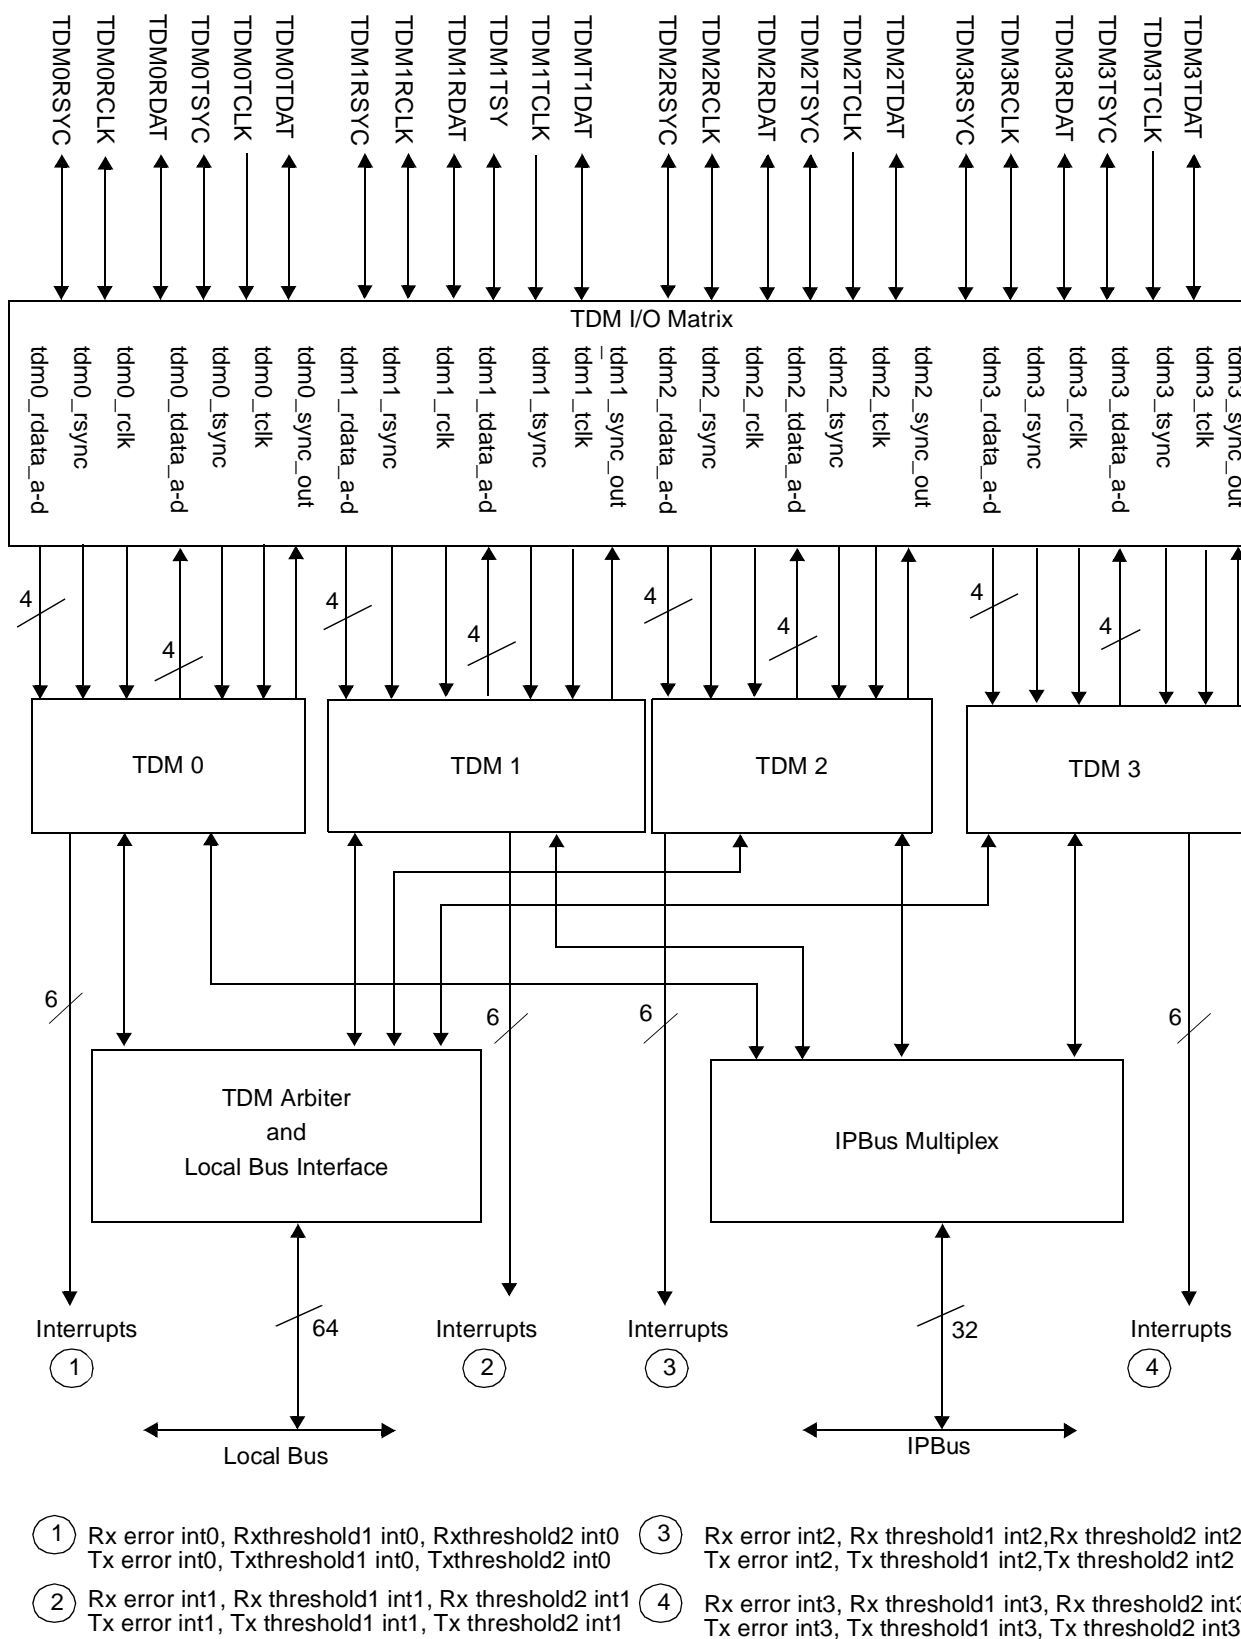 TDM0RSYC
TDM0RCLK
TDM0RDAT
TDM0TSYC
TDM0TCLK
TDM0TDAT
TDM1RSYC
TDM1RCLK
TDM1RDAT
TDM1TSY
TDM1TCLK
TDMT1DAT
TDM2RSYC
TDM2RCLK
TDM2RDAT
TDM2TSYC
TDM2TCLK
TDM2TDAT
TDM3RSYC
TDM3RCLK
TDM3RDAT
TDM3TSYC
TDM3TCLK
TDM3TDAT
TDM I/O Matrix
tdm0_rdata_a-d
tdm0_rsync
tdm0_rclk
tdm0_tdata_a-d
tdm0_tsync
tdm0_tclk
tdm0_sync_out
tdm1_rdata_a-d
tdm1_rsync
tdm1_rclk
tdm1_tdata_a-d
tdm1_tsync
tdm1_tclk
_tdm1_sync_out
tdm2_rdata_a-d
tdm2_rsync
tdm2_rclk
tdm2_tdata_a-d
tdm2_tsync
tdm2_tclk
tdm2_sync_out
tdm3_rdata_a-d
tdm3_rsync
tdm3_rclk
tdm3_tdata_a-d
tdm3_tsync
tdm3_tclk
tdm3_sync_out
4
4
4
4
4
4
4
4
TDM 0
TDM 1
TDM 2
TDM 3
6
6
6
6
TDM Arbiter
and
Local Bus Interface
IPBus Multiplex
Interrupts
1
64
Interrupts
2
Interrupts
3
32
Interrupts
4
Local Bus
IPBus
1 Rx error int0, Rxthreshold1 int0, Rxthreshold2 int0
Tx error int0, Txthreshold1 int0, Txthreshold2 int0
2 Rx error int1, Rx threshold1 int1, Rx threshold2 int1
Tx error int1, Tx threshold1 int1, Tx threshold2 int1
3 Rx error int2, Rx threshold1 int2,Rx threshold2 int2
Tx error int2, Tx threshold1 int2,Tx threshold2 int2
4 Rx error int3, Rx threshold1 int3, Rx threshold2 int3
Tx error int3, Tx threshold1 int3, Tx threshold2 int3